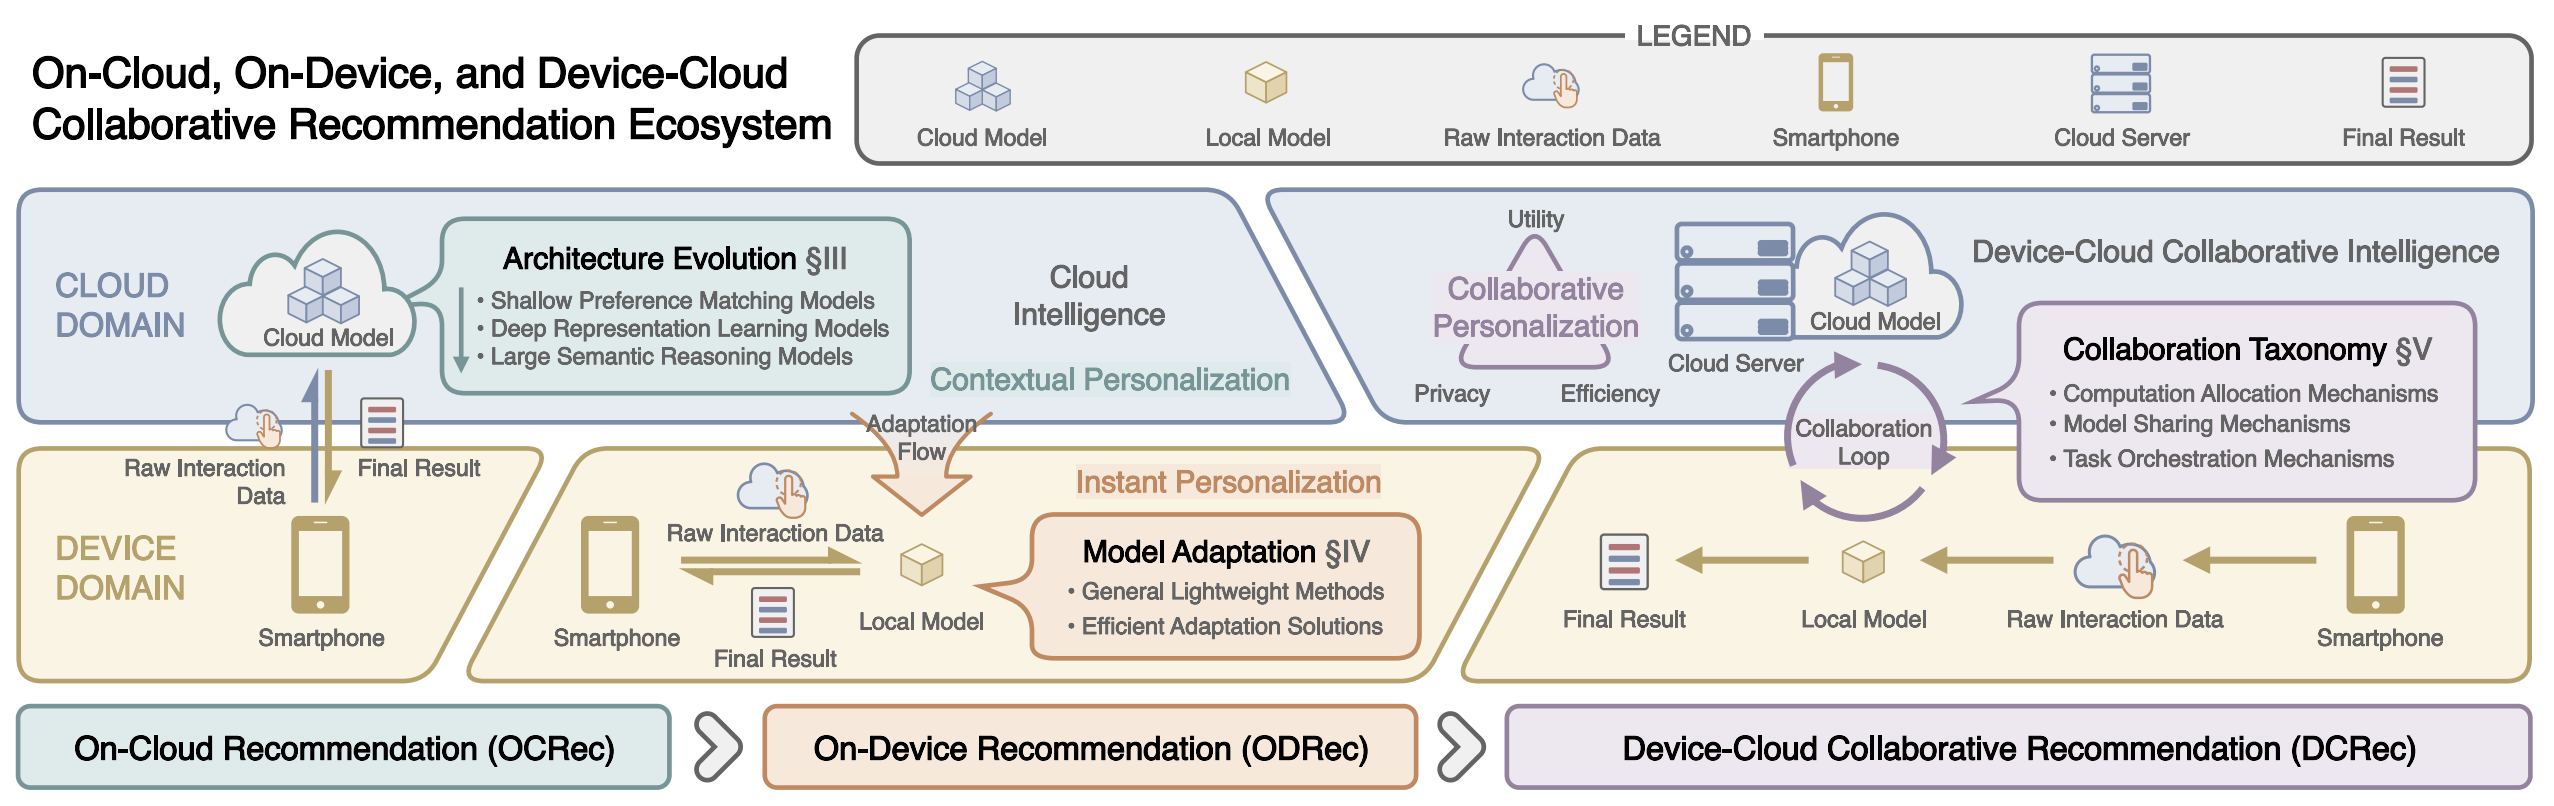 On-Cloud, On-Device, and Device-Cloud
Collaborative Recommendation Ecosystem
LEGEND
Cloud Model
Local Model
Raw Interaction Data
Smartphone
Cloud Server
Final Result
CLOUD
DOMAIN
Cloud Model
Architecture Evolution §III
• Shallow Preference Matching Models
• Deep Representation Learning Models
• Large Semantic Reasoning Models
Cloud
Intelligence
Contextual Personalization
Raw Interaction
Data
Final Result
Adaptation
Flow
Utility
Collaborative
Personalization
Privacy
Efficiency
Cloud Server
Cloud Model
Device-Cloud Collaborative Intelligence
Collaboration Taxonomy §V
• Computation Allocation Mechanisms
• Model Sharing Mechanisms
• Task Orchestration Mechanisms
Collaboration
Loop
DEVICE
DOMAIN
Smartphone
Smartphone
Raw Interaction Data
Final Result
Local Model
Instant Personalization
Model Adaptation §IV
• General Lightweight Methods
• Efficient Adaptation Solutions
Final Result
Local Model
Raw Interaction Data
Smartphone
On-Cloud Recommendation (OCRec)
On-Device Recommendation (ODRec)
Device-Cloud Collaborative Recommendation (DCRec)